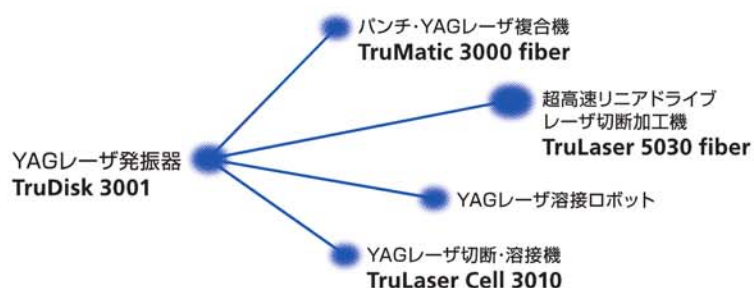 パンチ・YAGレーザ複合機
TruMatic 3000 fiber
超高速リニアドライブ
レーザ切断加工機
TruLaser 5030 fiber
YAGレーザ発振器
TruDisk 3001
YAGレーザ溶接ロボット
YAGレーザ切断・溶接機
TruLaser Cell 3010